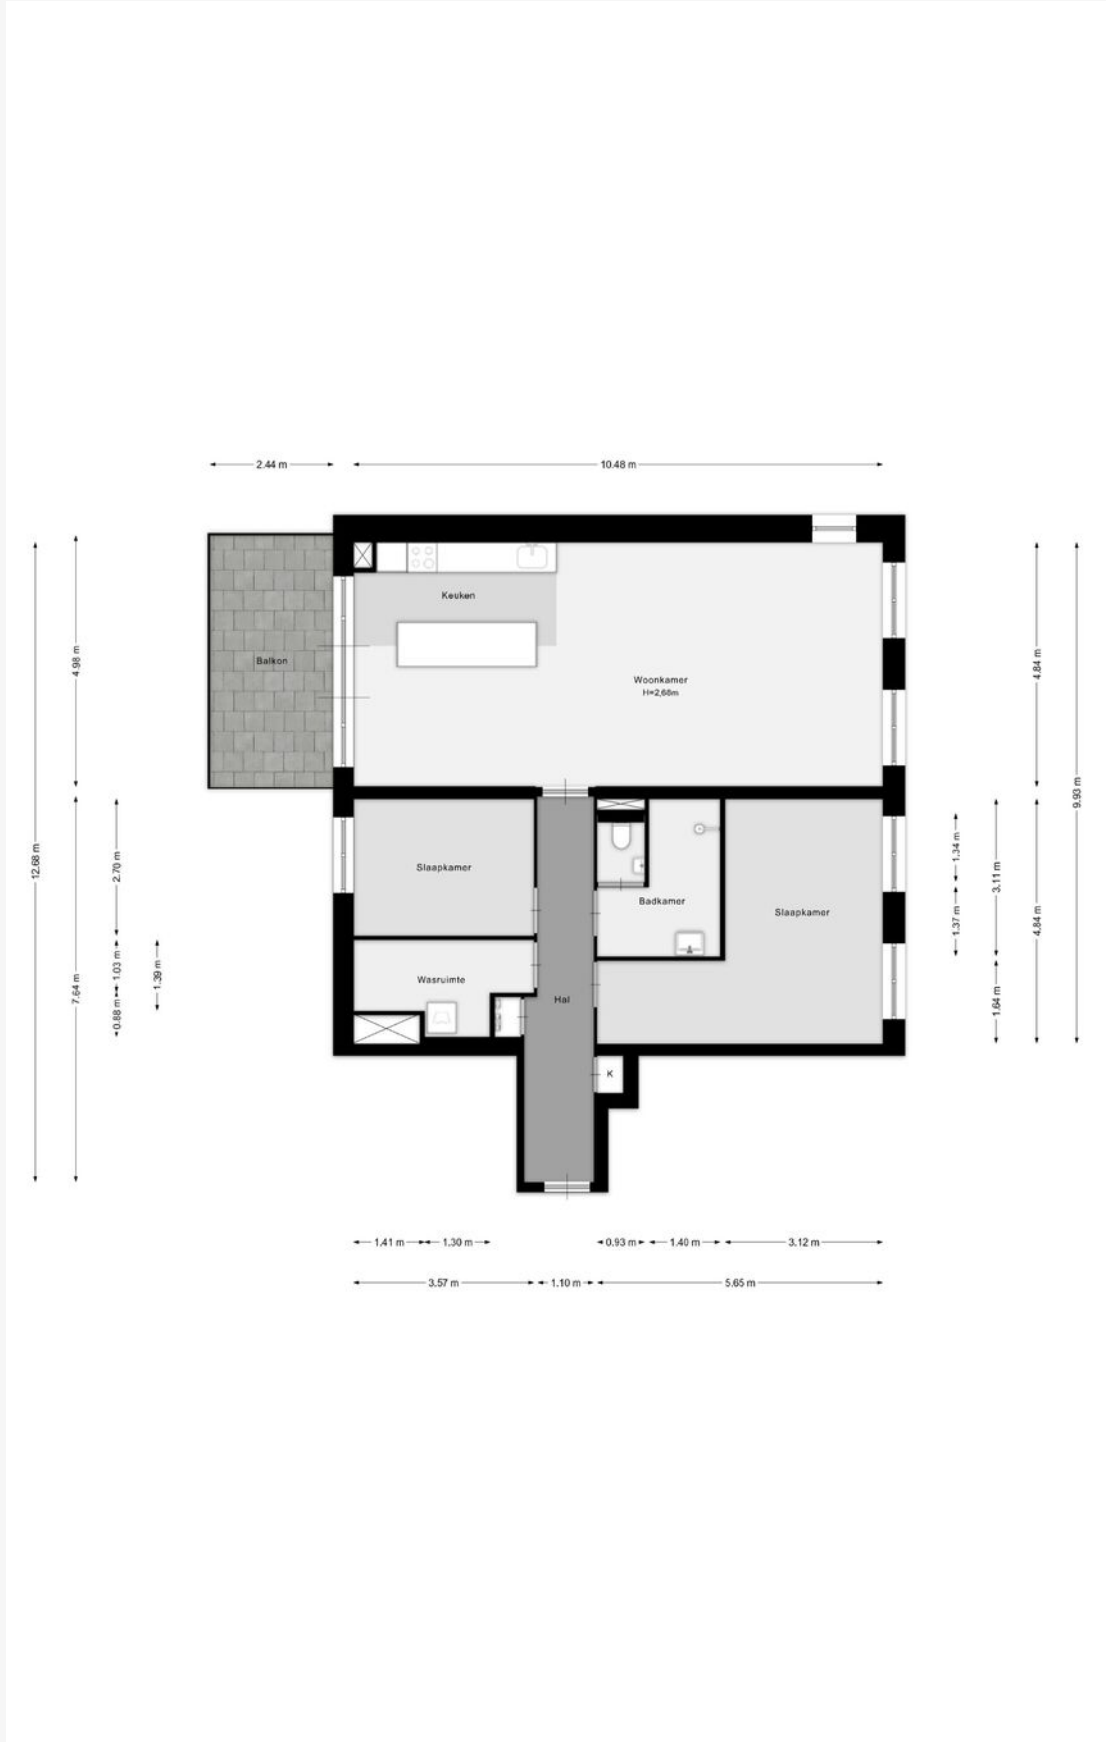 2.44 m
10.48 m
Keuken
Balkon
Woonkamer
H=2,68m
4.98 m
4.84 m
12.68 m
7.64 m
2.70 m
1.03 m
0.88 m
1.39 m
Slaapkamer
Badkamer
Slaapkamer
Wasruimte
Hal
K
1.34 m
1.37 m
3.11 m
1.64 m
4.84 m
9.93 m
1.41 m
1.30 m
0.93 m
1.40 m
3.12 m
3.57 m
1.10 m
5.65 m